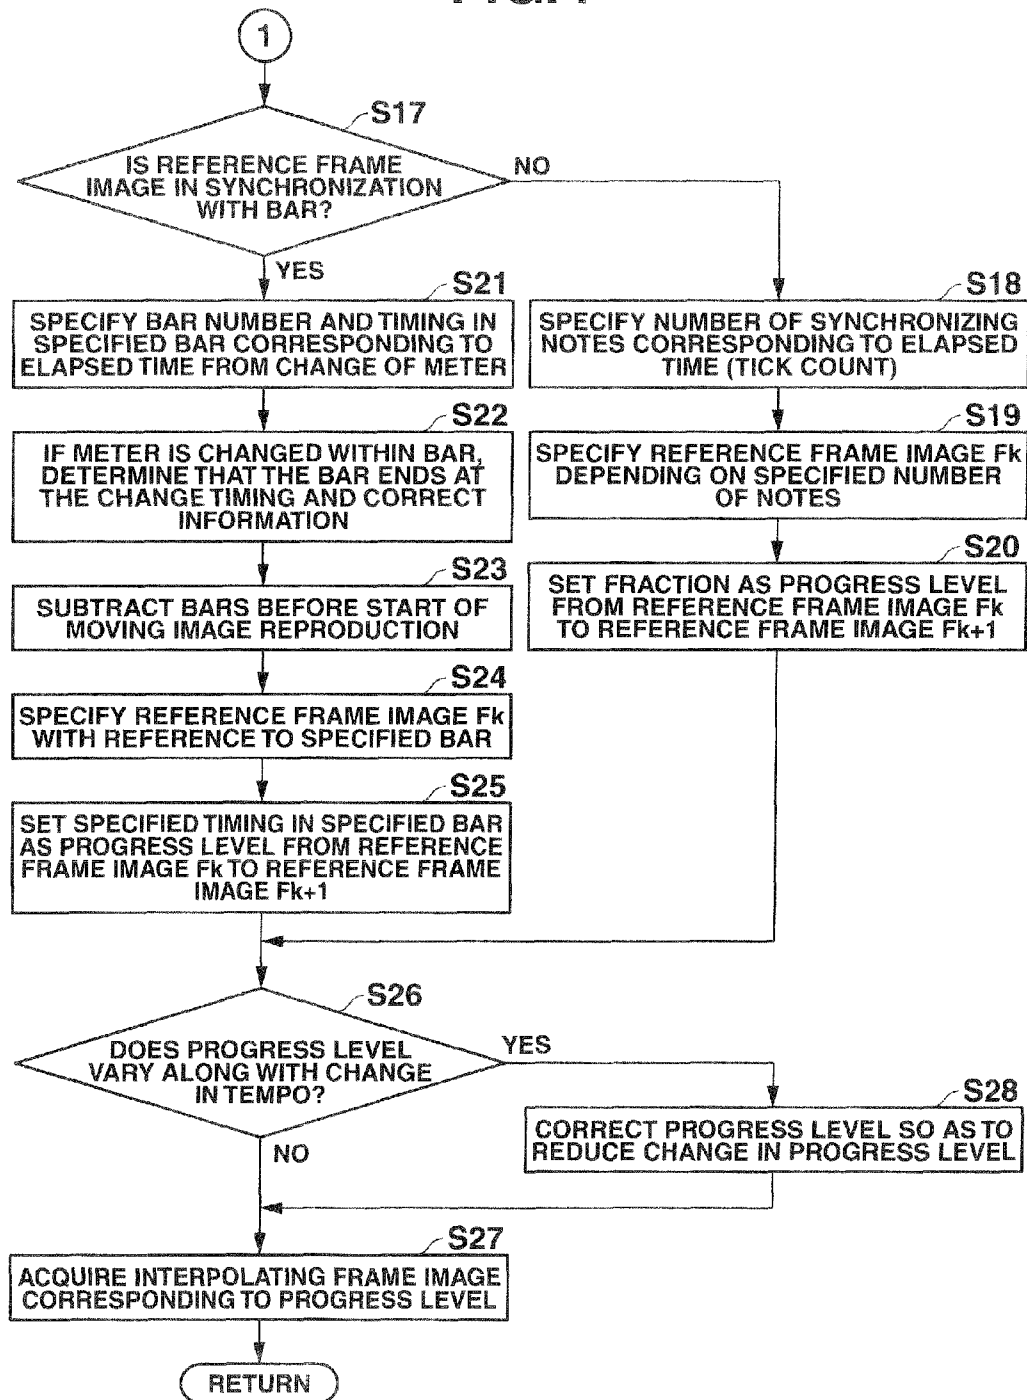 1
S17
IS REFERENCE FRAME
IMAGE IN SYNCHRONIZATION
WITH BAR?
NO
YES
S21
SPECIFY BAR NUMBER AND TIMING IN
SPECIFIED BAR CORRESPONDING TO
ELAPSED TIME FROM CHANGE OF METER
S18
SPECIFY NUMBER OF SYNCHRONIZING
NOTES CORRESPONDING TO ELAPSED
TIME (TICK COUNT)
S22
IF METER IS CHANGED WITHIN BAR,
DETERMINE THAT THE BAR ENDS AT
THE CHANGE TIMING AND CORRECT
INFORMATION
S19
SPECIFY REFERENCE FRAME IMAGE Fk
DEPENDING ON SPECIFIED NUMBER
OF NOTES
S23
SUBTRACT BARS BEFORE START OF
MOVING IMAGE REPRODUCTION
S20
SET FRACTION AS PROGRESS LEVEL
FROM REFERENCE FRAME IMAGE Fk
TO REFERENCE FRAME IMAGE Fk+1
S24
SPECIFY REFERENCE FRAME IMAGE Fk
WITH REFERENCE TO SPECIFIED BAR
S25
SET SPECIFIED TIMING IN SPECIFIED BAR
AS PROGRESS LEVEL FROM REFERENCE
FRAME IMAGE Fk TO REFERENCE FRAME
IMAGE Fk+1
S26
DOES PROGRESS LEVEL
VARY ALONG WITH CHANGE
IN TEMPO?
YES
NO
S28
CORRECT PROGRESS LEVEL SO AS TO
REDUCE CHANGE IN PROGRESS LEVEL
S27
ACQUIRE INTERPOLATING FRAME IMAGE
CORRESPONDING TO PROGRESS LEVEL
RETURN